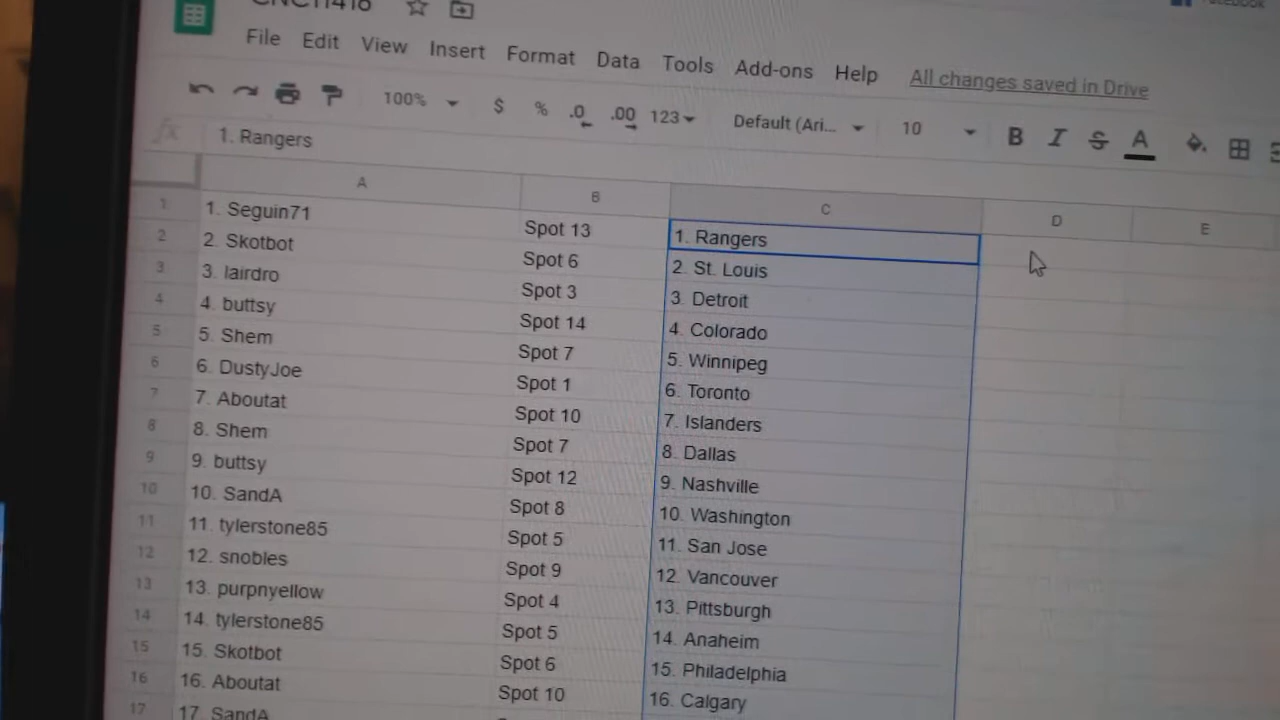 File Edit View Insert Format Data Tools Add-ons Help All changes saved in Drive
100% $ % .0 .00 123 Default (Ari... 10 B I S A
fx 1. Rangers
A B C D E
1 1. Seguin71 Spot 13 1. Rangers
2 2. Skotbot Spot 6 2. St. Louis
3 3. lairdro Spot 3 3. Detroit
4 4. buttsy Spot 14 4. Colorado
5 5. Shem Spot 7 5. Winnipeg
6 6. DustyJoe Spot 1 6. Toronto
7 7. Aboutat Spot 10 7. Islanders
8 8. Shem Spot 7 8. Dallas
9 9. buttsy Spot 12 9. Nashville
10 10. SandA Spot 8 10. Washington
11 11. tylerstone85 Spot 5 11. San Jose
12 12. snobles Spot 9 12. Vancouver
13 13. purpnyellow Spot 4 13. Pittsburgh
14 14. tylerstone85 Spot 5 14. Anaheim
15 15. Skotbot Spot 6 15. Philadelphia
16 16. Aboutat Spot 10 16. Calgary
17 17. SandA